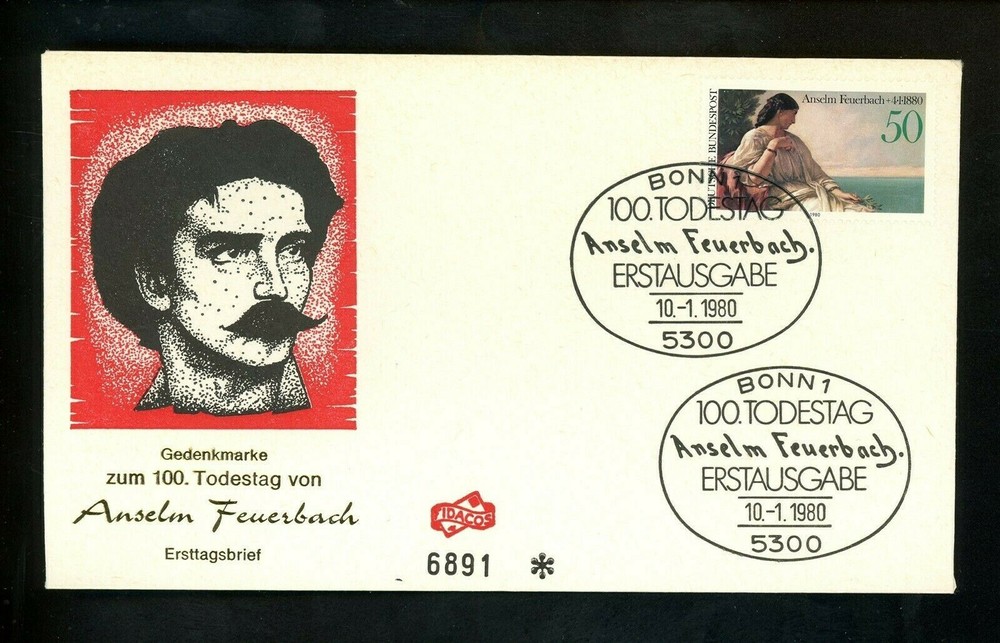 Anselm Feuerbach + 4·1·1880
50
DEUTSCHE BUNDESPOST
1980
BONN 1
100. TODESTAG
Anselm Feuerbach.
ERSTAUSGABE
10.-1.1980
5300
BONN 1
100. TODESTAG
Anselm Feuerbach.
ERSTAUSGABE
10.-1.1980
5300
Gedenkmarke
zum 100. Todestag von
Anselm Feuerbach
Ersttagsbrief
FIDACOS
6891 *